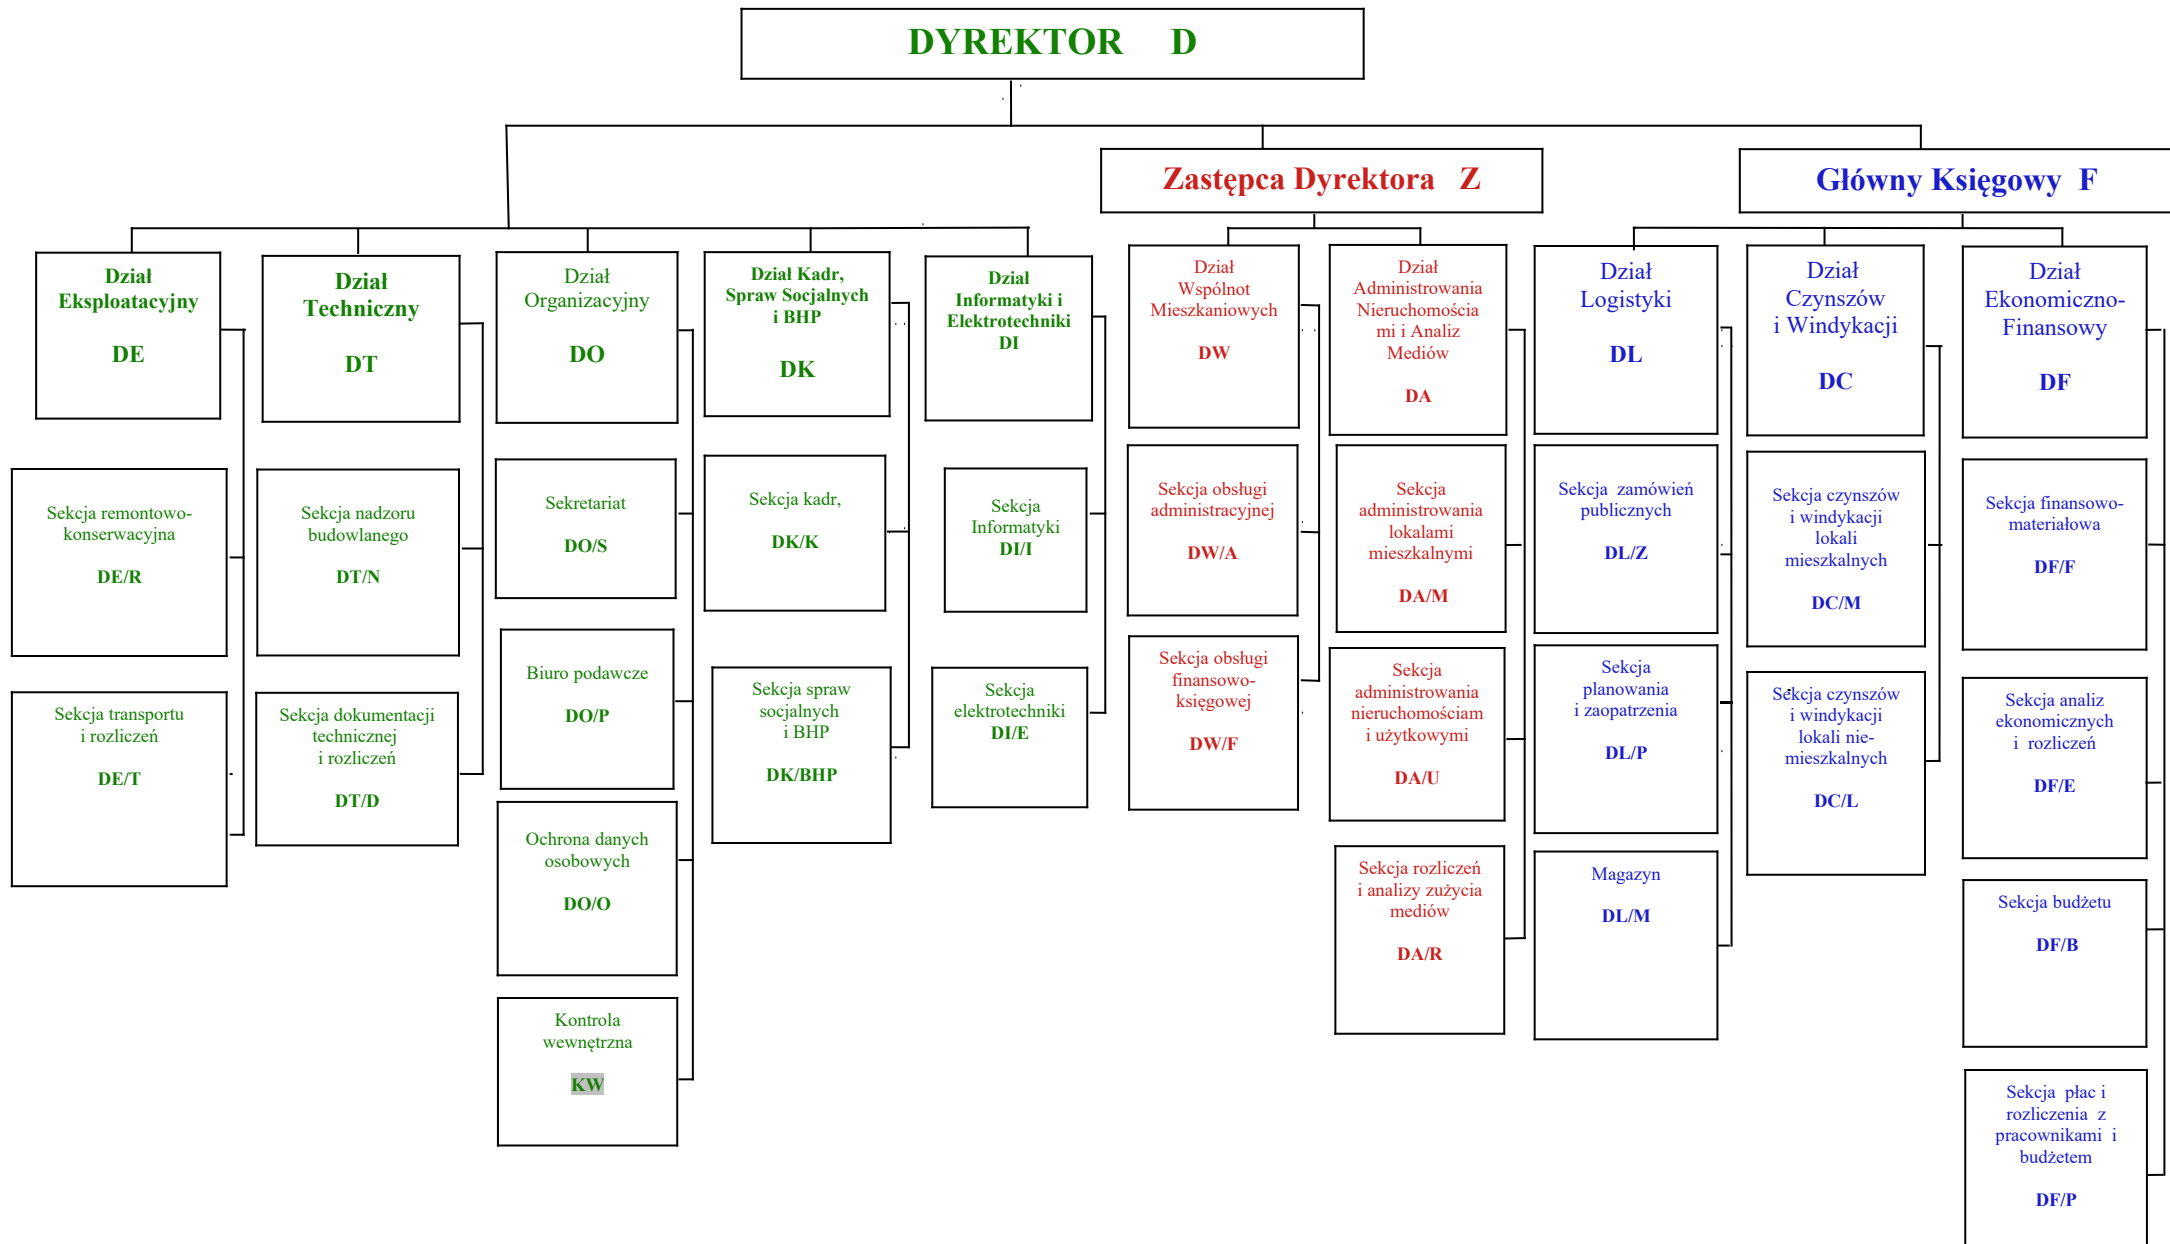 DYREKTOR D
Zastępca Dyrektora Z
Główny Księgowy F
Dział
Eksploatacyjny
DE
Dział
Techniczny
DT
Dział
Organizacyjny
DO
Dział Kadr,
Spraw Socjalnych
i BHP
DK
Dział
Informatyki i
Elektrotechniki
DI
Dział
Wspólnot
Mieszkaniowych
DW
Dział
Administrowania
Nieruchomościa
mi i Analiz
Mediów
DA
Dział
Logistyki
DL
Dział
Czynszów
i Windykacji
DC
Dział
Ekonomiczno-
Finansowy
DF
Sekcja remontowo-
konserwacyjna
DE/R
Sekcja nadzoru
budowlanego
DT/N
Sekretariat
DO/S
Sekcja kadr,
DK/K
Sekcja
Informatyki
DI/I
Sekcja obsługi
administracyjnej
DW/A
Sekcja
administrowania
lokalami
mieszkalnymi
DA/M
Sekcja zamówień
publicznych
DL/Z
Sekcja czynszów
i windykacji
lokali
mieszkalnych
DC/M
Sekcja finansowo-
materiałowa
DF/F
Sekcja transportu
i rozliczeń
DE/T
Sekcja dokumentacji
technicznej
i rozliczeń
DT/D
Biuro podawcze
DO/P
Sekcja spraw
socjalnych
i BHP
DK/BHP
Sekcja
elektrotechniki
DI/E
Sekcja obsługi
finansowo-
księgowej
DW/F
Sekcja
administrowania
nieruchomościam
i użytkowymi
DA/U
Sekcja
planowania
i zaopatrzenia
DL/P
Sekcja czynszów
i windykacji
lokali nie-
mieszkalnych
DC/L
Sekcja analiz
ekonomicznych
i rozliczeń
DF/E
Ochrona danych
osobowych
DO/O
Sekcja rozliczeń
i analizy zużycia
mediów
DA/R
Magazyn
DL/M
Sekcja budżetu
DF/B
Kontrola
wewnętrzna
KW
Sekcja płac i
rozliczenia z
pracownikami i
budżetem
DF/P